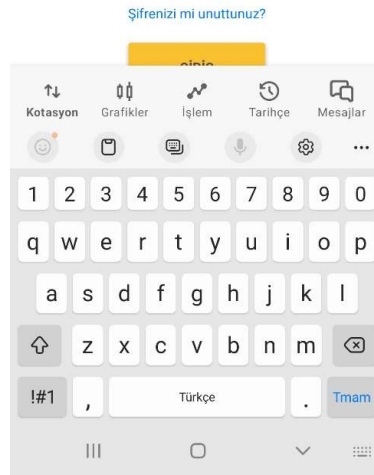 Şifrenizi mi unuttunuz?
Kotasyon Grafikler İşlem Tarihçe Mesajlar
1 2 3 4 5 6 7 8 9 0
q w e r t y u i o p
a s d f g h j k l
z x c v b n m
!#1 , Türkçe . Tmam